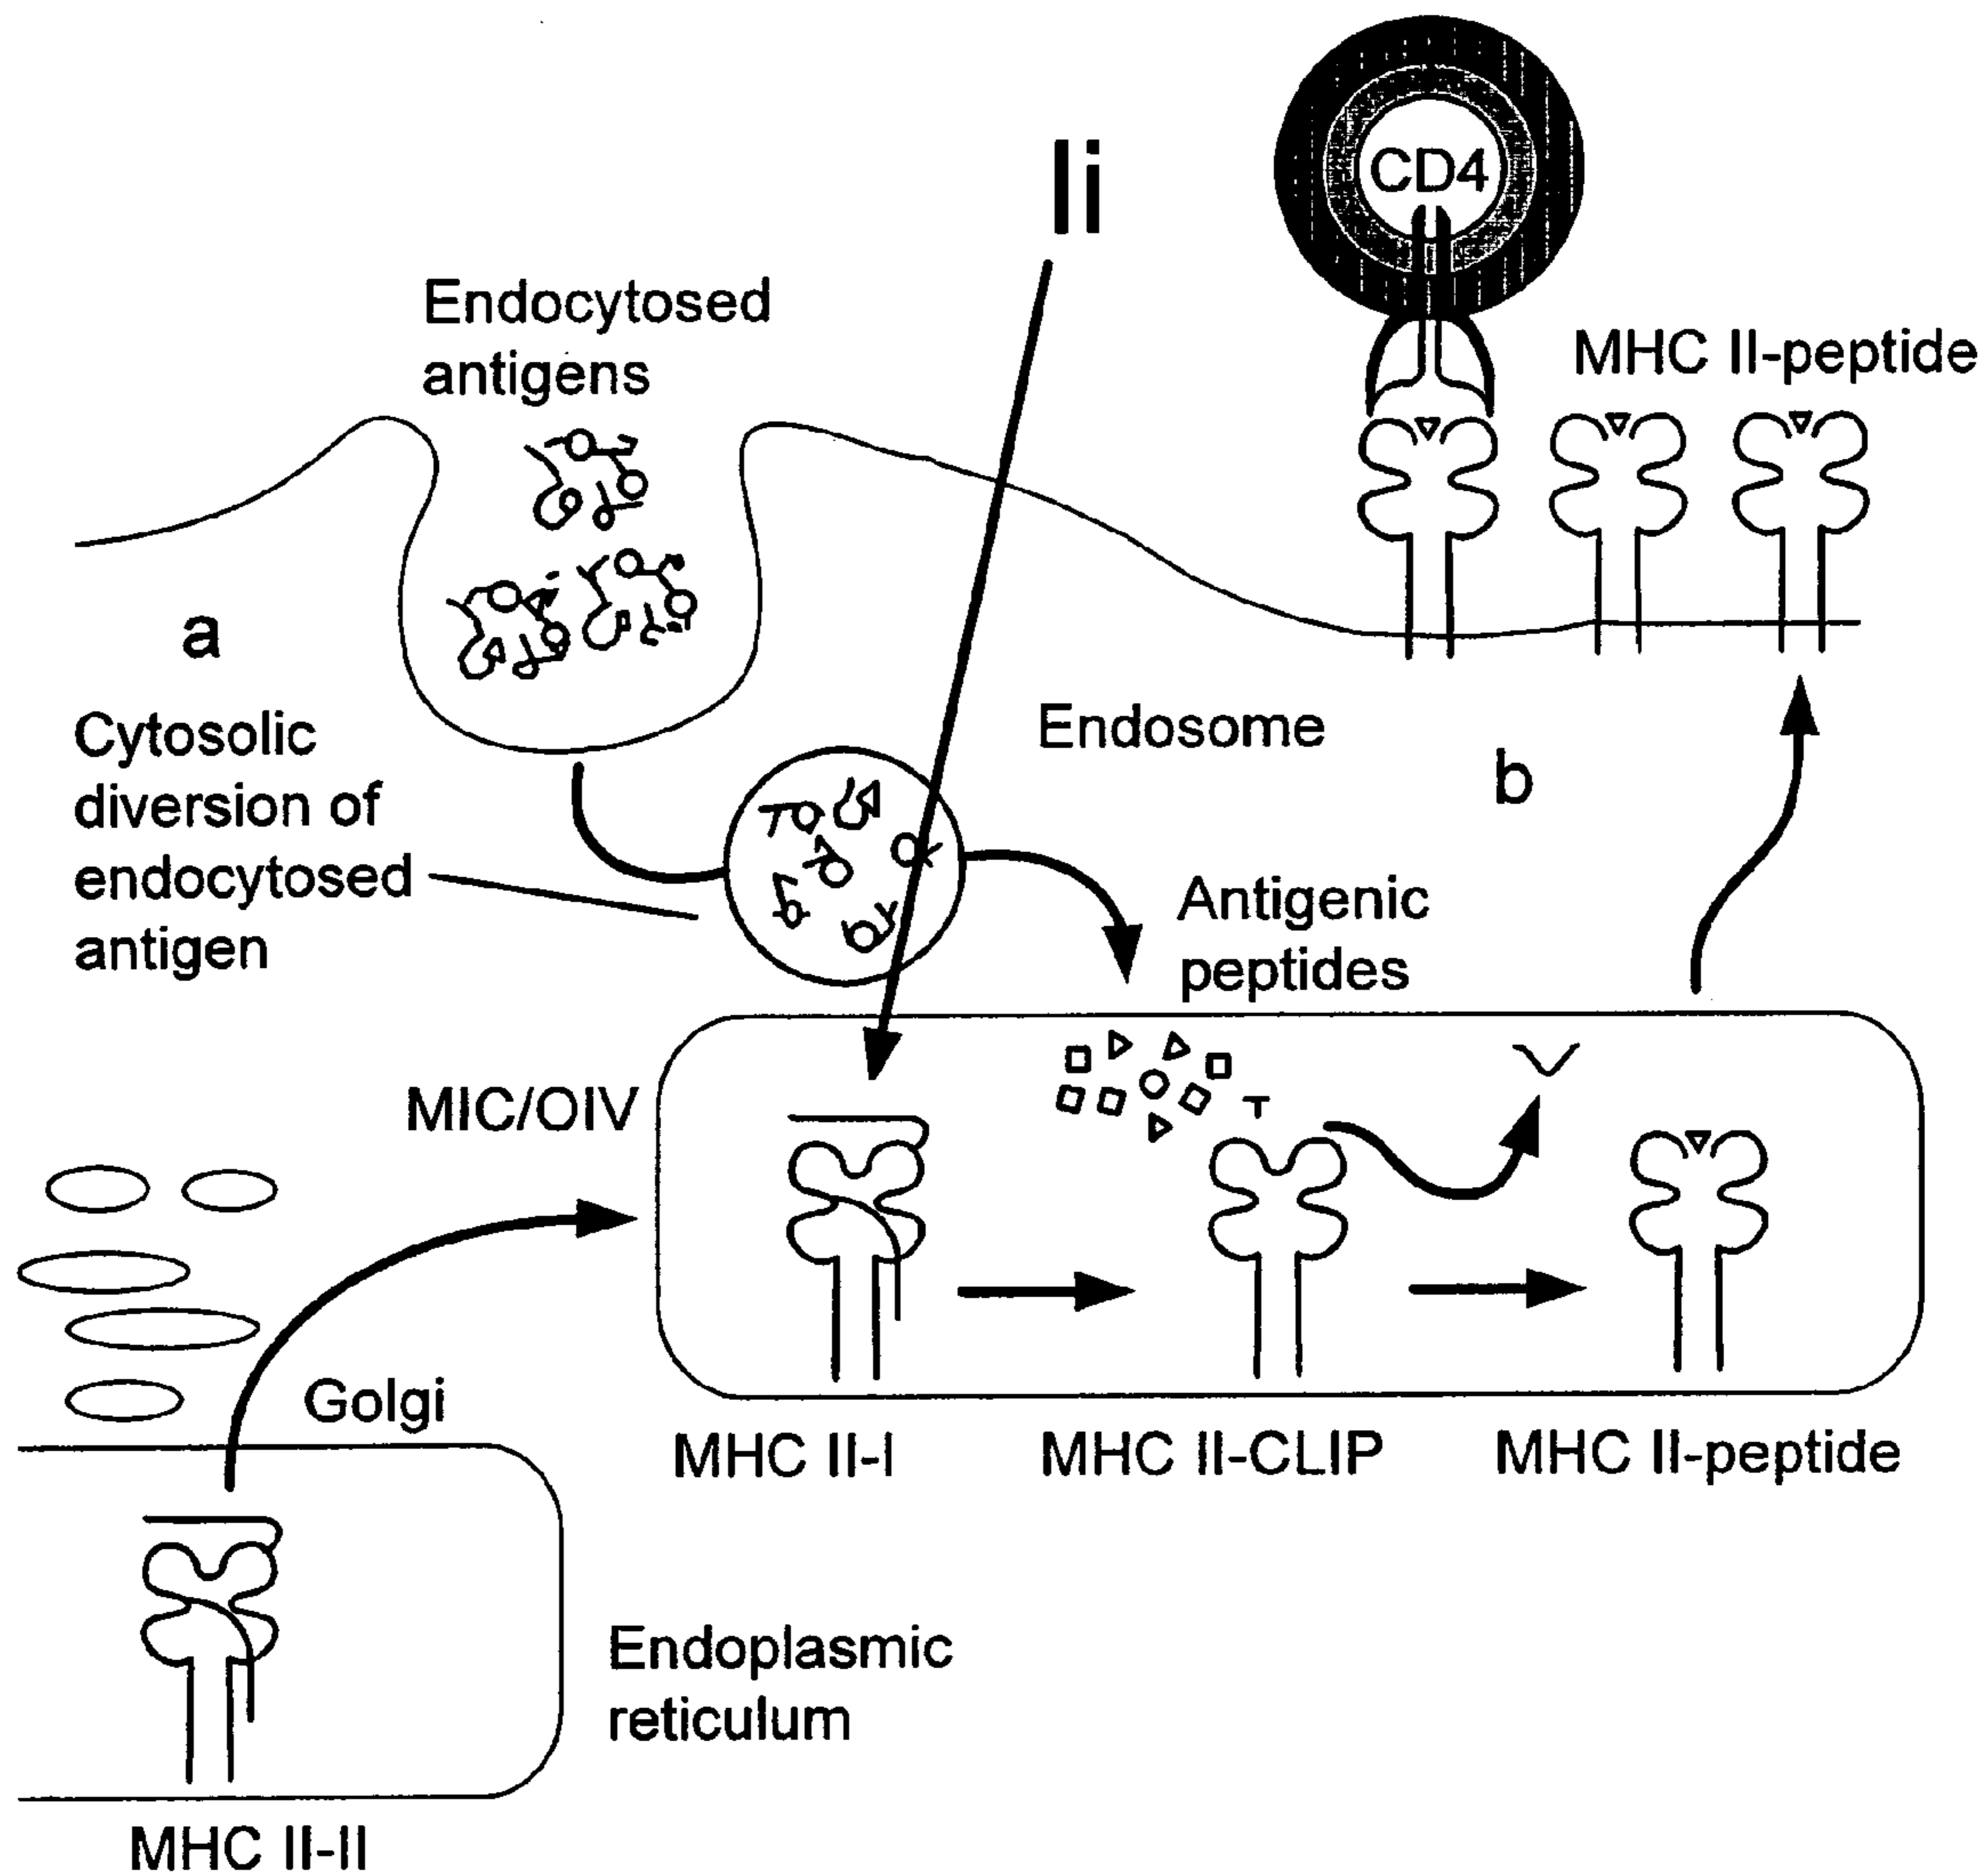 Ii
CD4
Endocytosed
antigens
MHC II-peptide
a
Cytosolic
diversion of
endocytosed
antigen
Endosome
b
Antigenic
peptides
MIC/OIV
Golgi
MHC II-I
MHC II-CLIP
MHC II-peptide
Endoplasmic
reticulum
MHC II-II